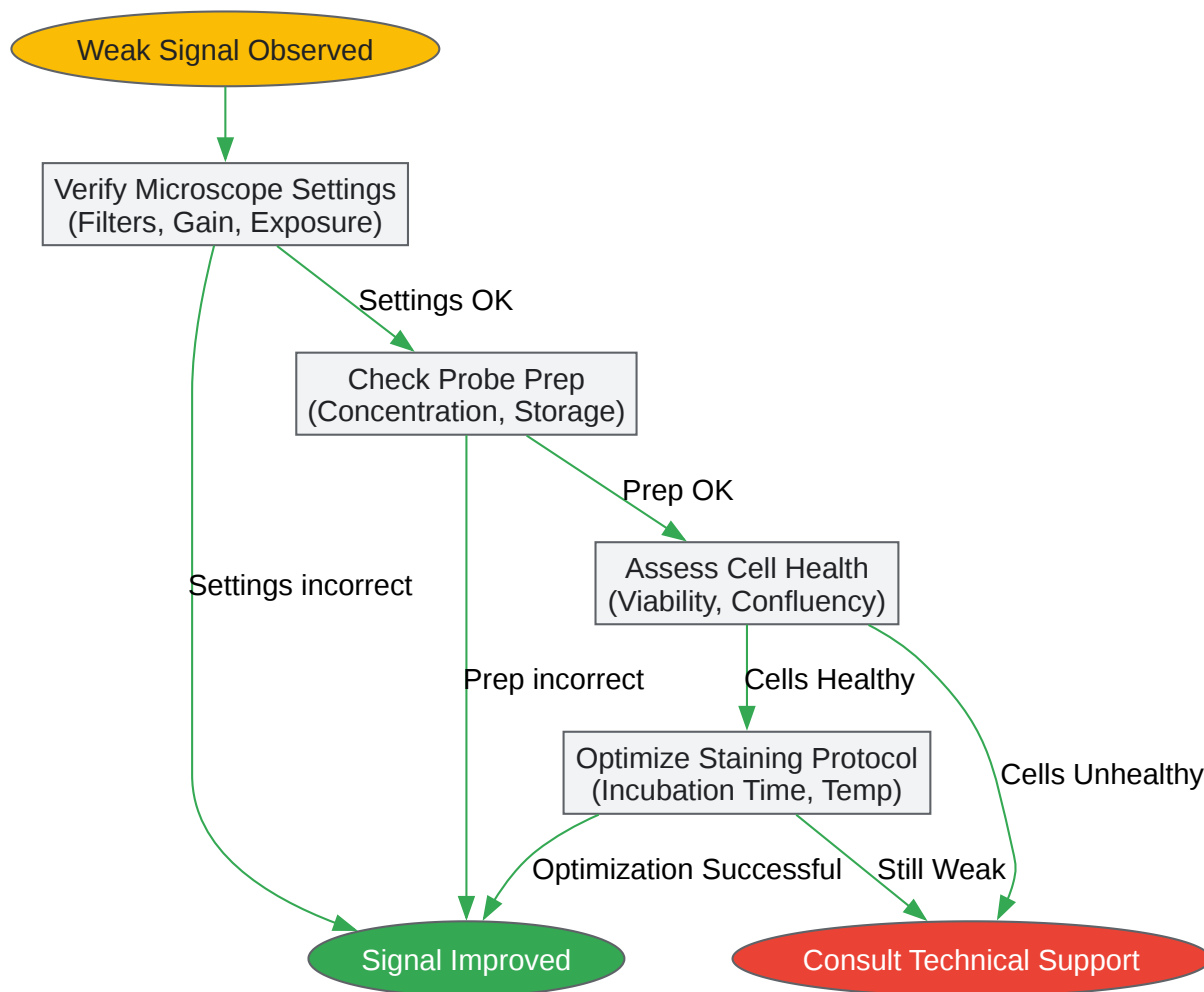 Weak Signal Observed
Verify Microscope Settings
(Filters, Gain, Exposure)
Settings OK
Check Probe Prep
(Concentration, Storage)
Prep OK
Assess Cell Health
(Viability, Confluency)
Settings incorrect
Prep incorrect
Cells Healthy
Optimize Staining Protocol
(Incubation Time, Temp)
Cells Unhealthy
Optimization Successful
Still Weak
Signal Improved
Consult Technical Support